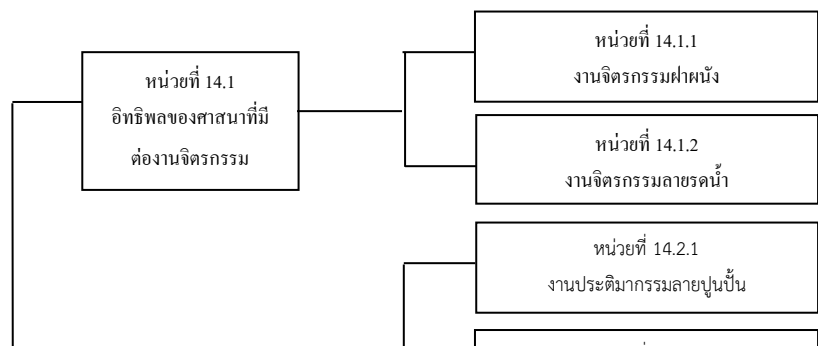 หน่วยที่ 14.1
อิทธิพลของศาสนาที่มี
ต่องานจิตรกรรม
หน่วยที่ 14.1.1
งานจิตรกรรมฝาผนัง
หน่วยที่ 14.1.2
งานจิตรกรรมลายรดน้ำ
หน่วยที่ 14.2.1
งานประติมากรรมลายปูนปั้น